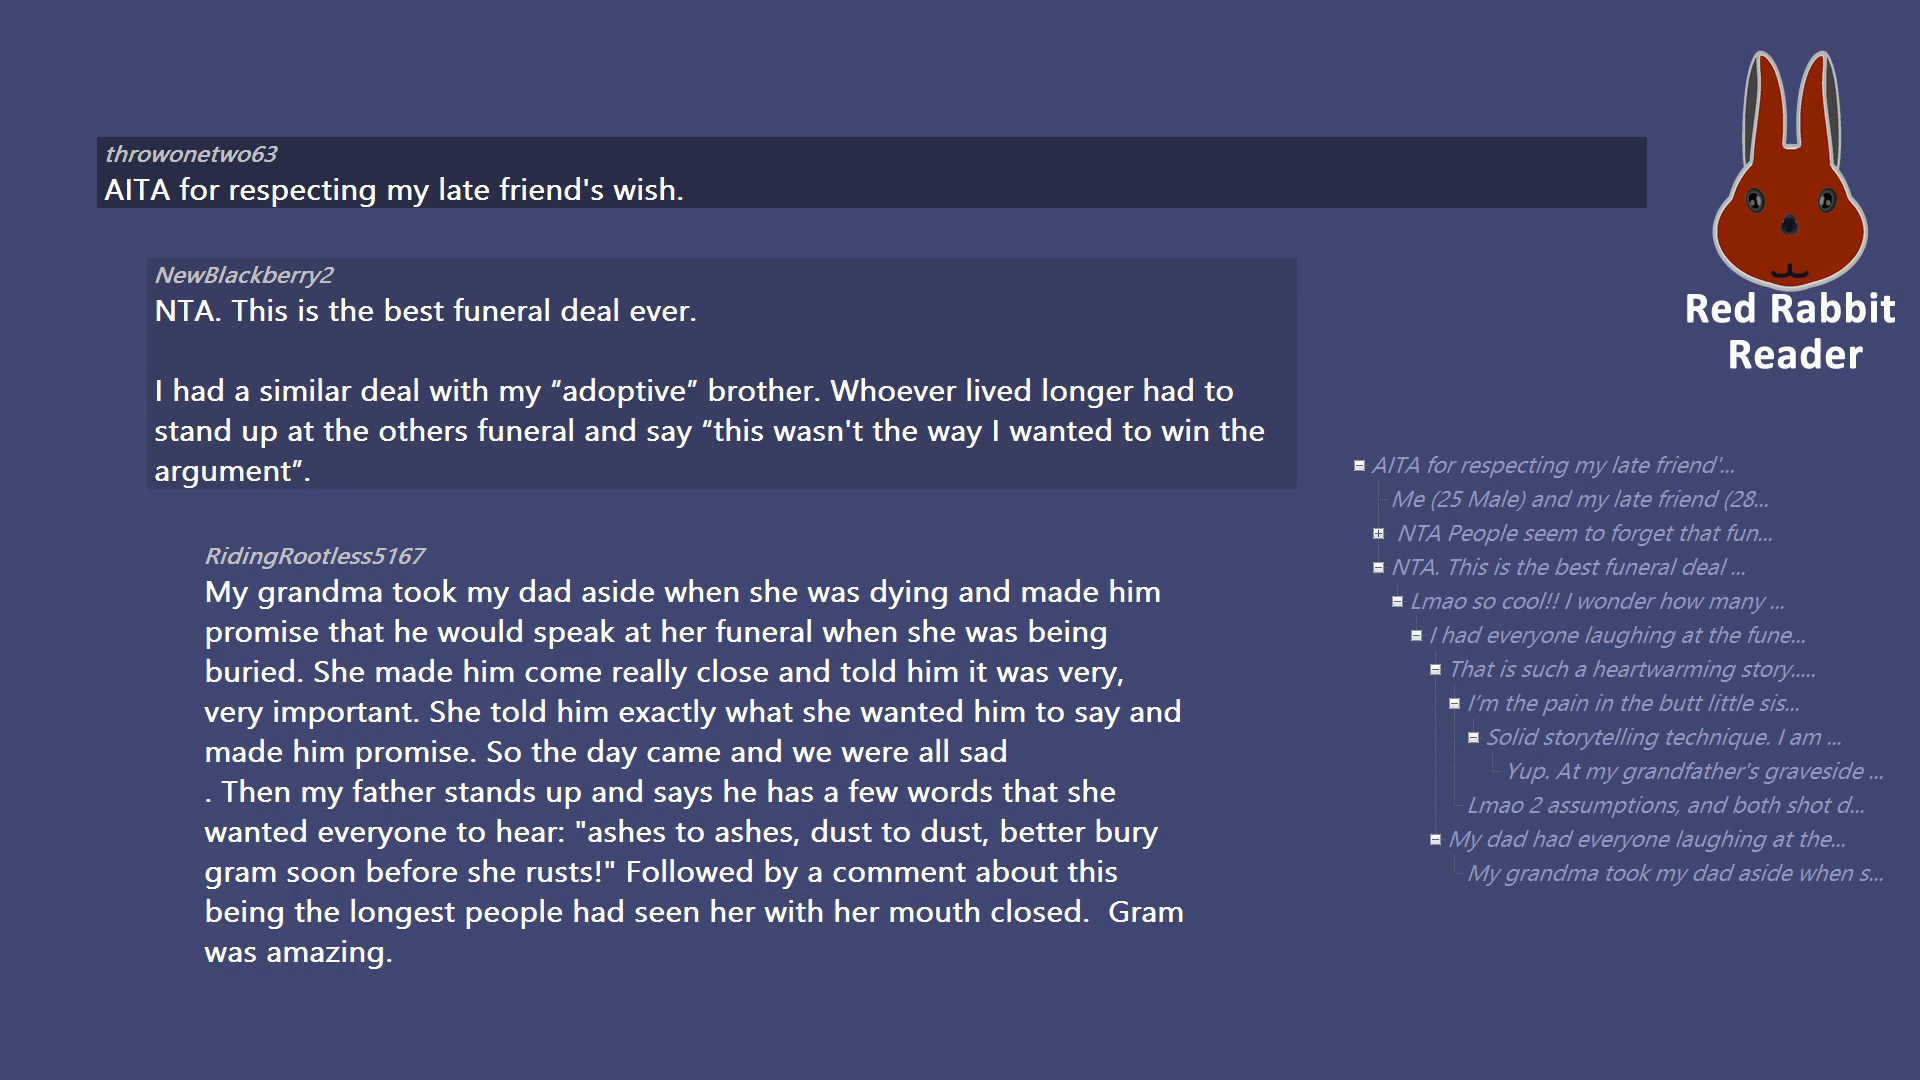 throwonetwo63
AITA for respecting my late friend's wish.
NewBlackberry2
NTA. This is the best funeral deal ever.
I had a similar deal with my “adoptive” brother. Whoever lived longer had to
stand up at the others funeral and say “this wasn't the way I wanted to win the
argument”.
RidingRootless5167
My grandma took my dad aside when she was dying and made him
promise that he would speak at her funeral when she was being
buried. She made him come really close and told him it was very,
very important. She told him exactly what she wanted him to say and
made him promise. So the day came and we were all sad
. Then my father stands up and says he has a few words that she
wanted everyone to hear: "ashes to ashes, dust to dust, better bury
gram soon before she rusts!" Followed by a comment about this
being the longest people had seen her with her mouth closed.  Gram
was amazing.
Red Rabbit
Reader
AITA for respecting my late friend'...
Me (25 Male) and my late friend (28...
NTA People seem to forget that fun...
NTA. This is the best funeral deal ...
Lmao so cool!! I wonder how many ...
I had everyone laughing at the fune...
That is such a heartwarming story.....
I’m the pain in the butt little sis...
Solid storytelling technique. I am ...
Yup. At my grandfather's graveside ...
Lmao 2 assumptions, and both shot d...
My dad had everyone laughing at the...
My grandma took my dad aside when s...